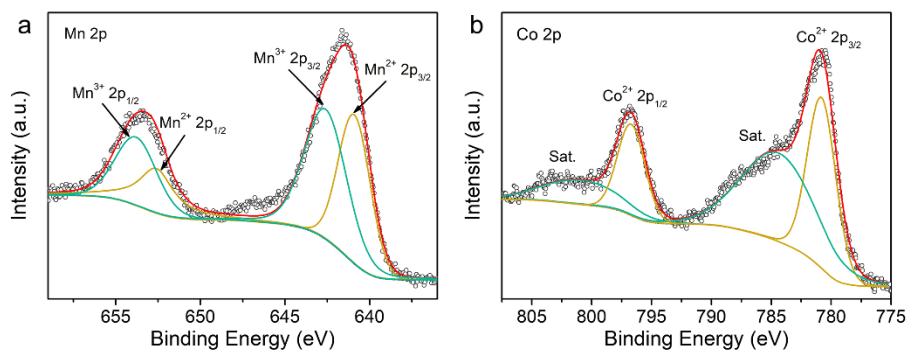 a
Mn 2p
Mn³⁺ 2p₃/₂
Mn²⁺ 2p₃/₂
Mn³⁺ 2p₁/₂
Mn²⁺ 2p₁/₂
Intensity (a.u.)
655 650 645 640
Binding Energy (eV)
b
Co 2p
Co²⁺ 2p₃/₂
Co²⁺ 2p₁/₂
Sat.
Sat.
Intensity (a.u.)
805 800 795 790 785 780 775
Binding Energy (eV)